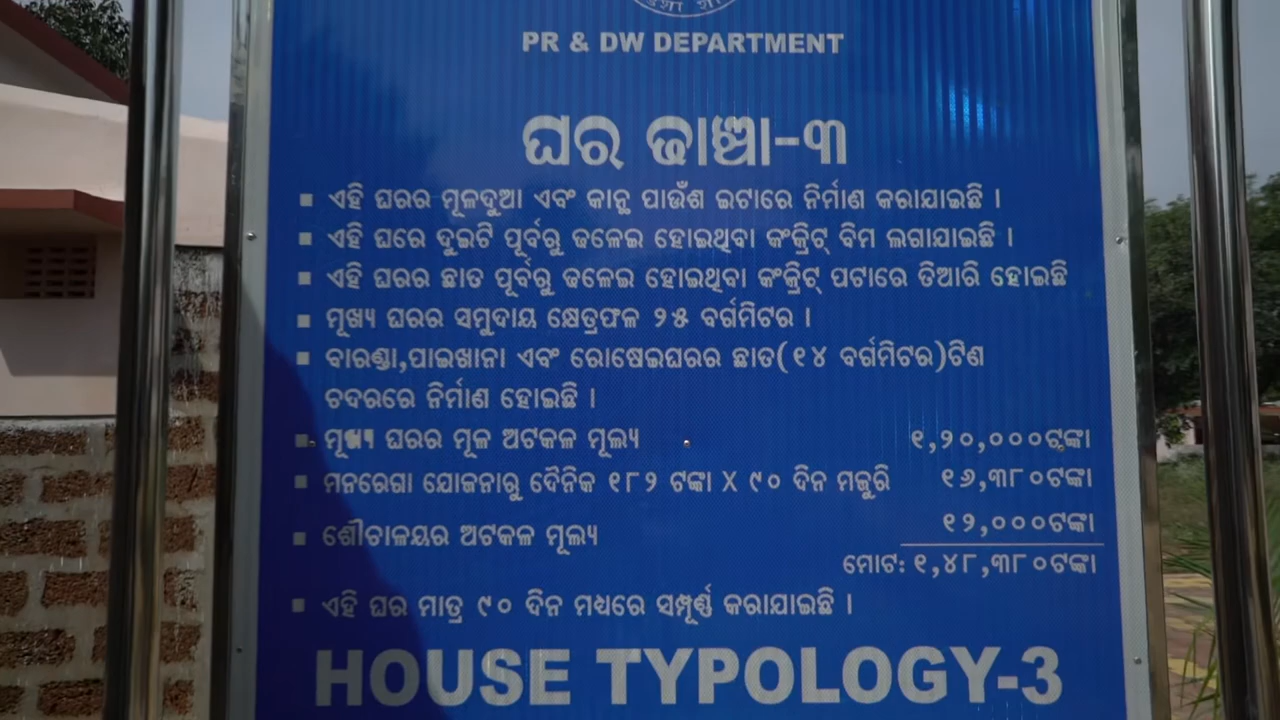 PR & DW DEPARTMENT
ଘର ଢାଞ୍ଚା-୩
▪ ଏହି ଘରର ମୂଳଦୁଆ ଏବଂ କାନ୍ଥ ପାଉଁଶ ଇଟାରେ ନିର୍ମାଣ କରାଯାଇଛି ।
▪ ଏହି ଘରେ ଦୁଇଟି ପୂର୍ବରୁ ଢଳେଇ ହୋଇଥିବା କଂକ୍ରିଟ୍ ବିମ ଲଗାଯାଇଛି ।
▪ ଏହି ଘରର ଛାତ ପୂର୍ବରୁ ଢଳେଇ ହୋଇଥିବା କଂକ୍ରିଟ୍ ପଟାରେ ତିଆରି ହୋଇଛି
▪ ମୂଖ୍ୟ ଘରର ସମୁଦାୟ କ୍ଷେତ୍ରଫଳ ୨୫ ବର୍ଗମିଟର ।
▪ ବାରଣ୍ଡା,ପାଇଖାନା ଏବଂ ରୋଷେଇଘରର ଛାତ(୧୪ ବର୍ଗମିଟର)ଟିଣ
ଚଦରରେ ନିର୍ମାଣ ହୋଇଛି ।
▪ ମୂଖ୍ୟ ଘରର ମୂଳ ଅଟକଳ ମୂଲ୍ୟ ୧,୨୦,୦୦୦ଟଙ୍କା
▪ ମନରେଗା ଯୋଜନାରୁ ଦୈନିକ ୧୮୨ ଟଙ୍କା X ୯୦ ଦିନ ମଜୁରି ୧୬,୩୮୦ଟଙ୍କା
▪ ଶୌଚାଳୟର ଅଟକଳ ମୂଲ୍ୟ ୧୨,୦୦୦ଟଙ୍କା
ମୋଟ: ୧,୪୮,୩୮୦ଟଙ୍କା
▪ ଏହି ଘର ମାତ୍ର ୯୦ ଦିନ ମଧ୍ୟରେ ସମ୍ପୂର୍ଣ୍ଣ କରାଯାଇଛି ।
HOUSE TYPOLOGY-3